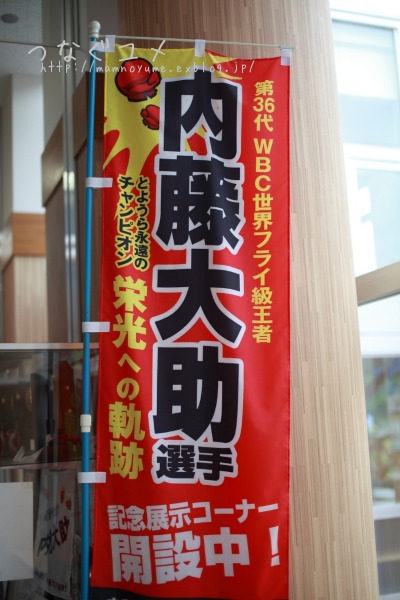 つなぐユメ
http://mannoyume.exblog.jp/
第36代 WBC世界フライ級王者
内藤大助
選手
とようら永遠の
チャンピオン
栄光への軌跡
記念展示コーナー
開設中!